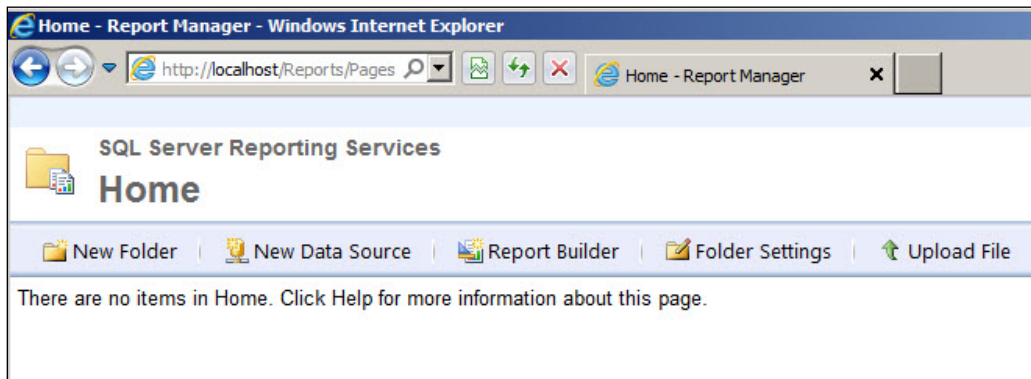 Home - Report Manager - Windows Internet Explorer
http://localhost/Reports/Pages
Home - Report Manager
SQL Server Reporting Services
Home
New Folder
New Data Source
Report Builder
Folder Settings
Upload File
There are no items in Home. Click Help for more information about this page.